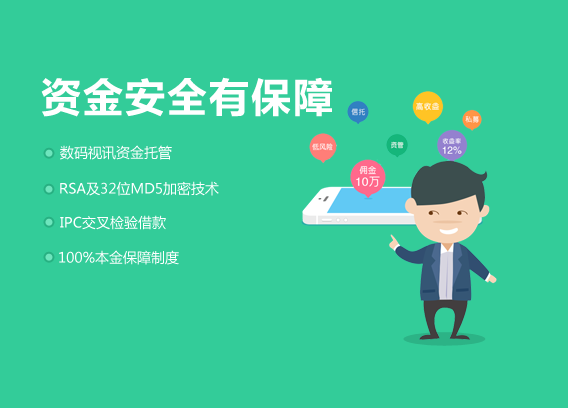 资金安全有保障
数码视讯资金托管
RSA及32位MD5加密技术
IPC交叉检验借款
100%本金保障制度
信托
高收益
私募
低风险
资管
收益率
12%
佣金
10万